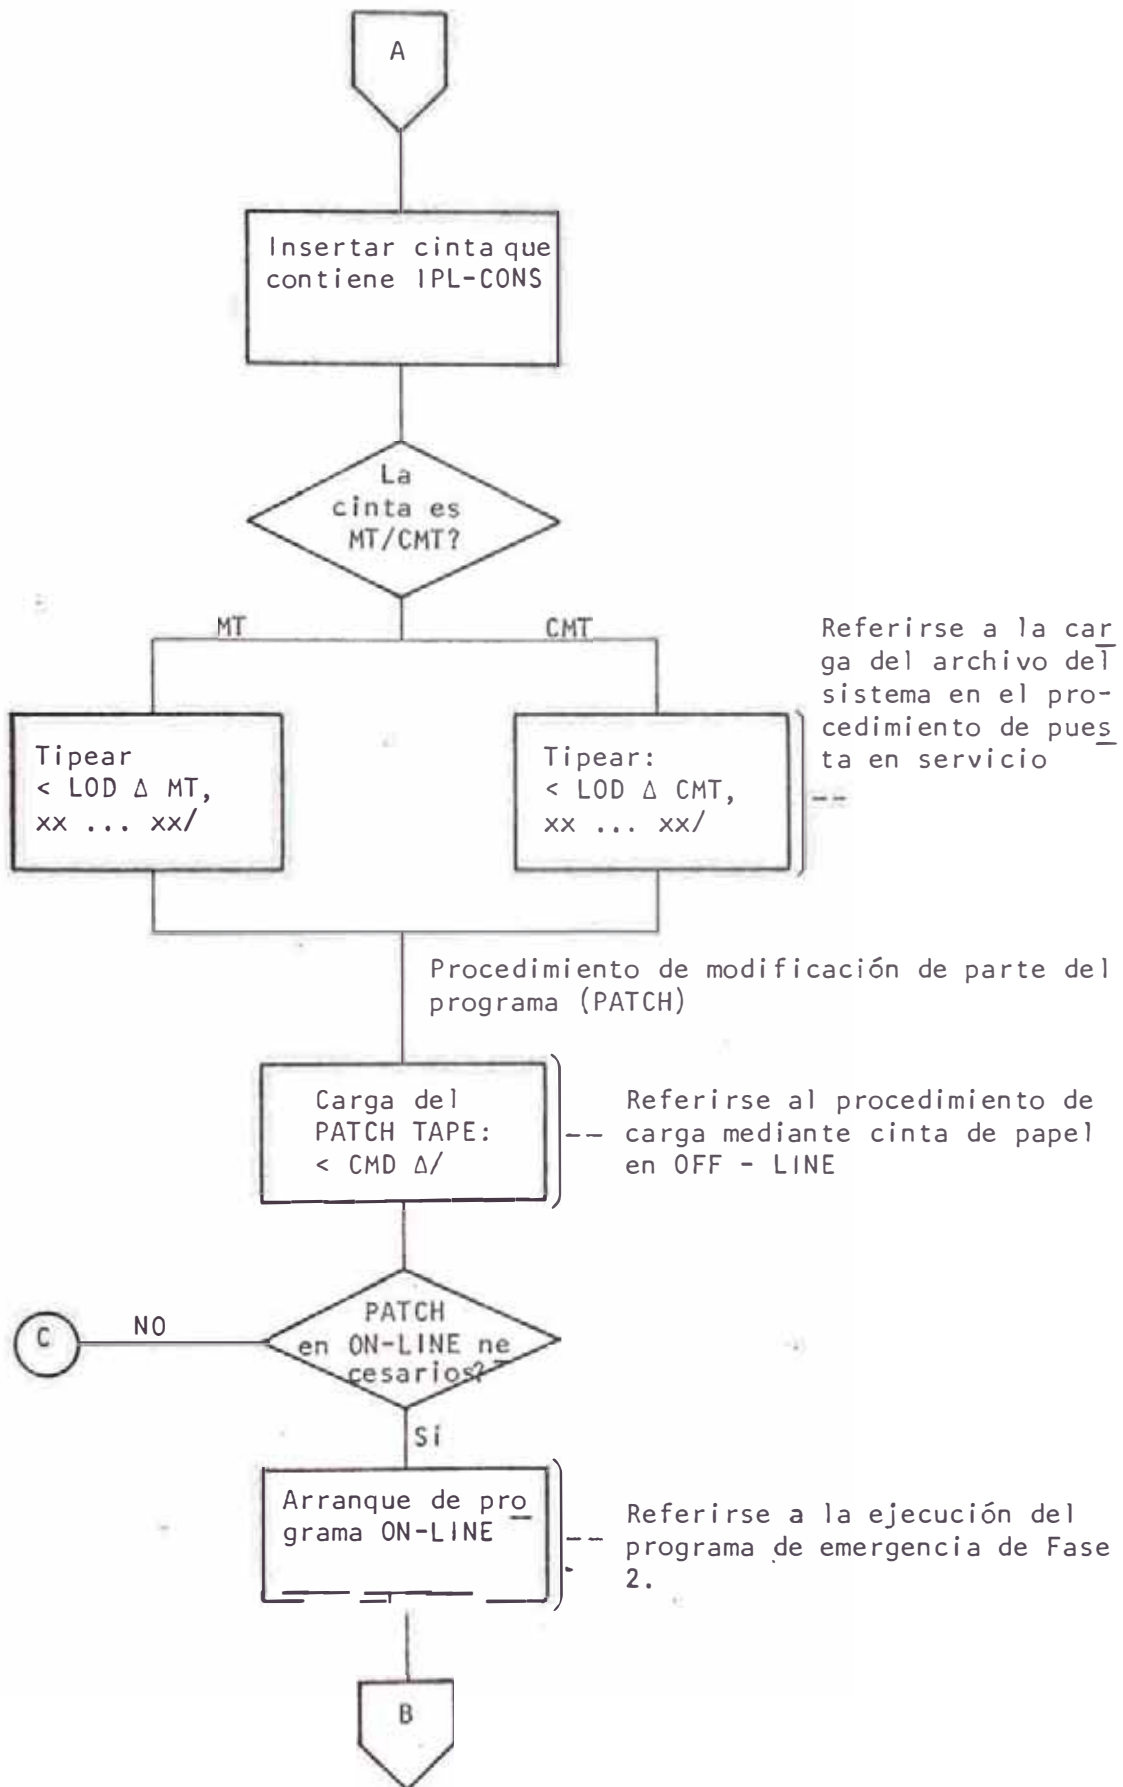 A
Insertar cinta que
contiene IPL-CONS
La
cinta es
MT/CMT?
MT
CMT
Referirse a la car
ga del archivo del
sistema en el pro-
cedimiento de pues
ta en servicio
Tipear
< LOD Δ MT,
xx ... xx/
Tipear:
< LOD Δ CMT,
xx ... xx/
Procedimiento de modificación de parte del
programa (PATCH)
Carga del
PATCH TAPE:
< CMD Δ/
Referirse al procedimiento de
carga mediante cinta de papel
en OFF - LINE
C
NO
PATCH
en ON-LINE ne
cesarios?
Sí
Arranque de pro
grama ON-LINE
Referirse a la ejecución del
programa de emergencia de Fase
2.
B